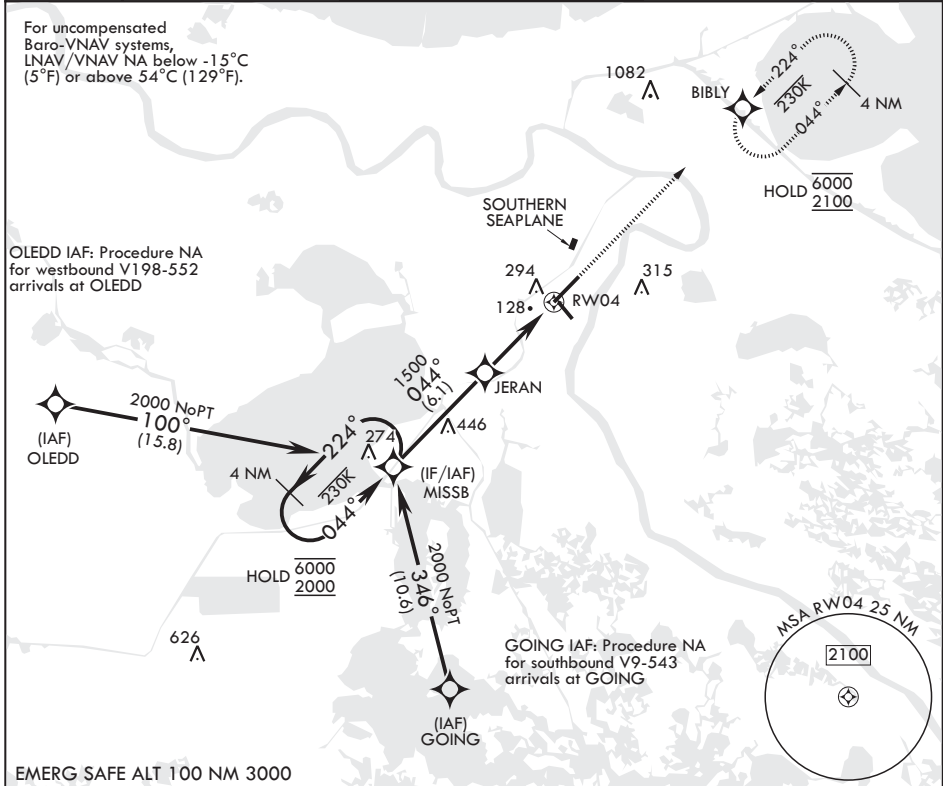 For uncompensated
Baro-VNAV systems,
LNAV/VNAV NA below -15°C
(5°F) or above 54°C (129°F).
1082
BIBLY
224°
230K
044°
4 NM
HOLD 6000
2100
SOUTHERN
SEAPLANE
OLEDD IAF: Procedure NA
for westbound V198-552
arrivals at OLEDD
294
315
128
RW04
1500
044°
(6.1)
JERAN
2000 NoPT
100°
(15.8)
(IAF)
OLEDD
446
224°
274
4 NM
230K
044°
(IF/IAF)
MISSB
HOLD 6000
2000
2000 NoPT
346°
(10.6)
626
GOING IAF: Procedure NA
for southbound V9-543
arrivals at GOING
(IAF)
GOING
MSA RW04 25 NM
2100
EMERG SAFE ALT 100 NM 3000